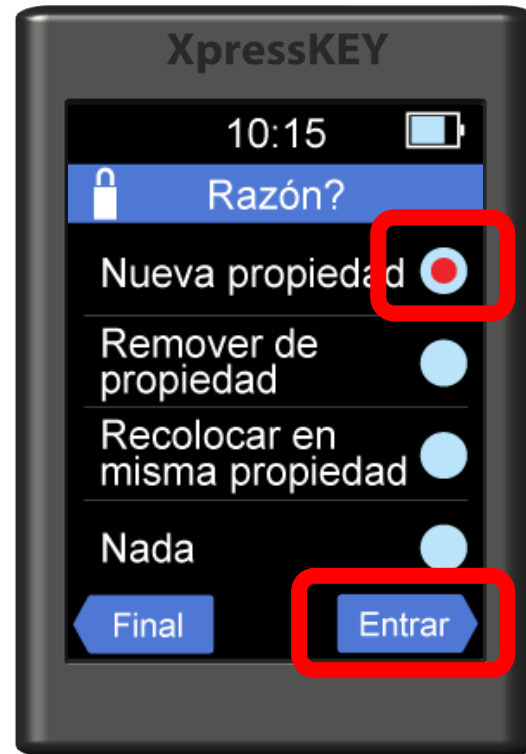 XpressKEY
10:15
Razón?
Nueva propiedad
Remover de
propiedad
Recolocar en
misma propiedad
Nada
Final
Entrar